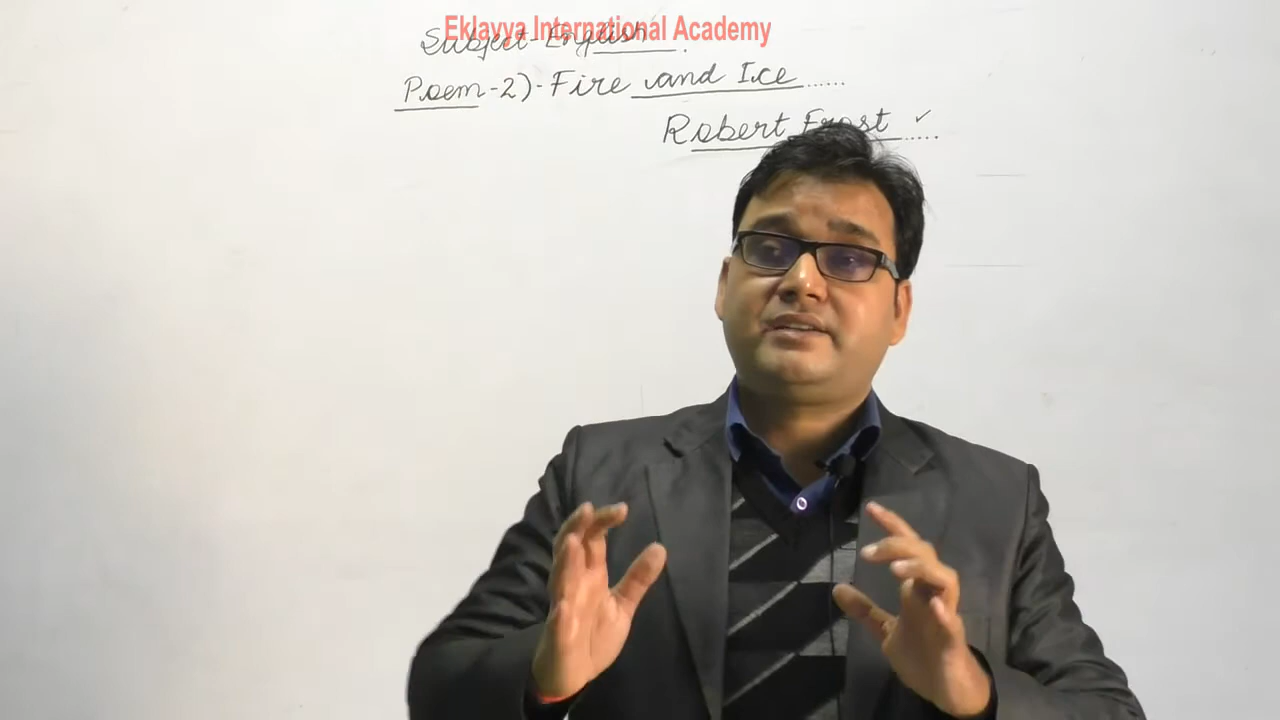 Eklavya International Academy
Subject-English.
Poem-2)-Fire and Ice......
Robert Frost ✓.....